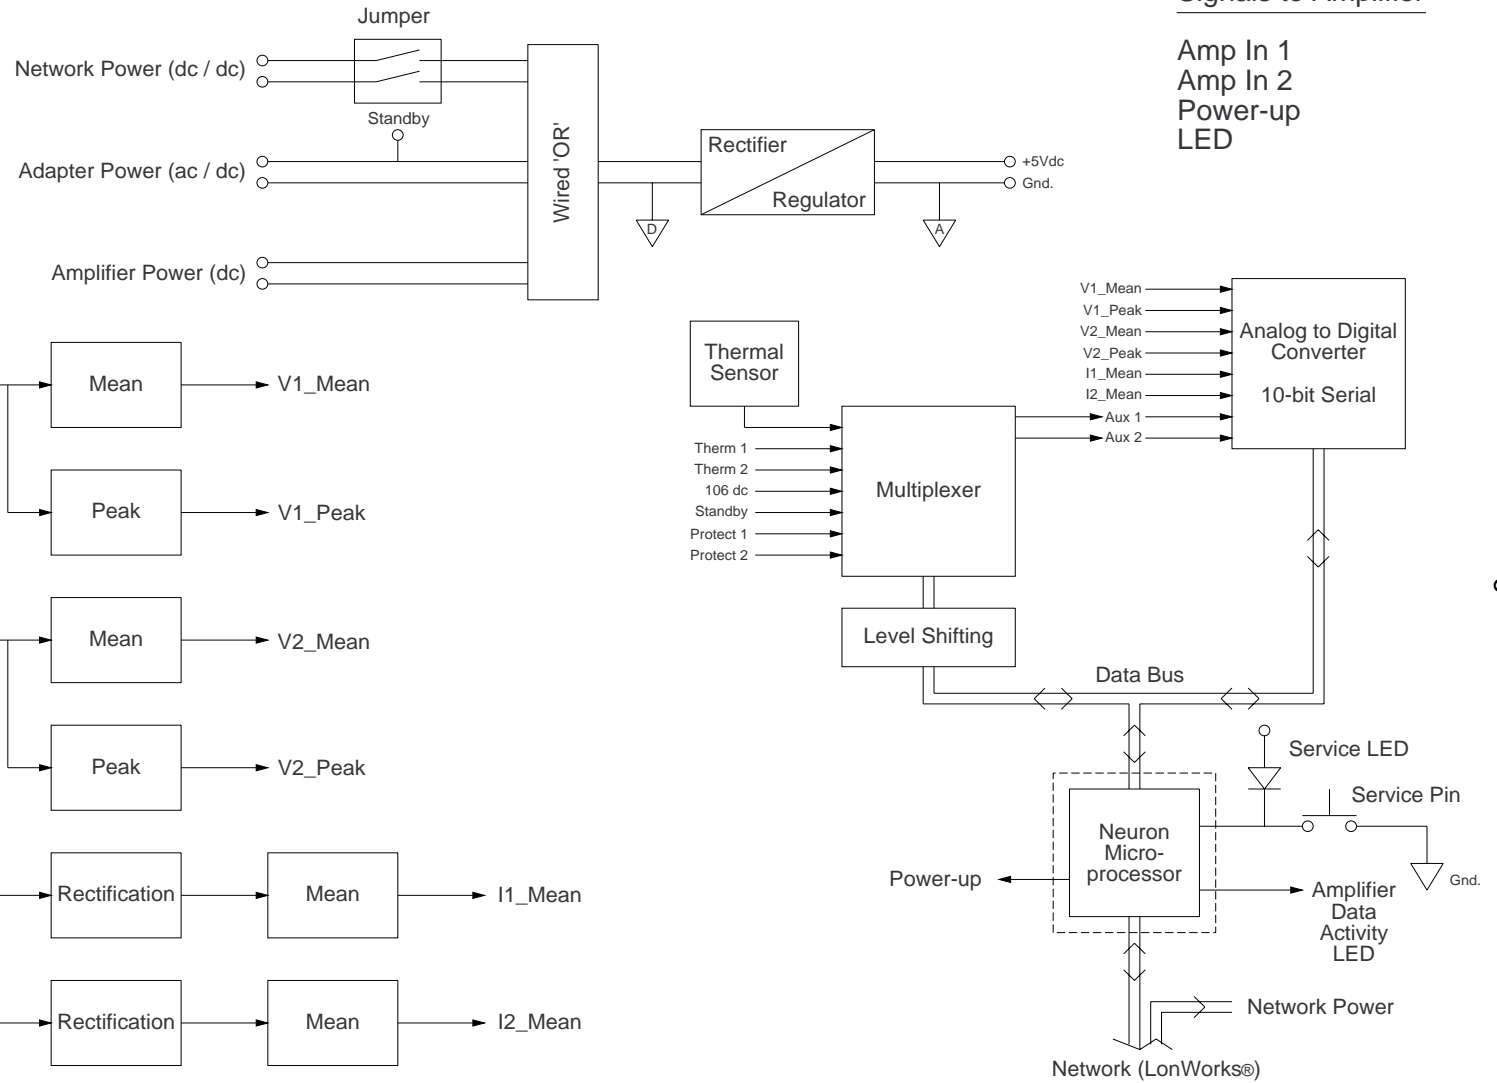 Jumper
Signals to Amplifier
Network Power (dc / dc)
Amp In 1
Amp In 2
Power-up
LED
Standby
Adapter Power (ac / dc)
Wired 'OR'
Rectifier
Regulator
+5Vdc
Gnd.
D
A
Amplifier Power (dc)
V1_Mean
V1_Peak
V2_Mean
V2_Peak
I1_Mean
I2_Mean
Aux 1
Aux 2
Analog to Digital
Converter
10-bit Serial
Thermal
Sensor
Mean
V1_Mean
Therm 1
Therm 2
106 dc
Standby
Protect 1
Protect 2
Multiplexer
Peak
V1_Peak
Level Shifting
Mean
V2_Mean
Data Bus
Peak
V2_Peak
Service LED
Service Pin
Neuron
Micro-
processor
Power-up
Gnd.
Amplifier
Data
Activity
LED
Rectification
Mean
I1_Mean
Rectification
Mean
I2_Mean
Network Power
Network (LonWorks®)